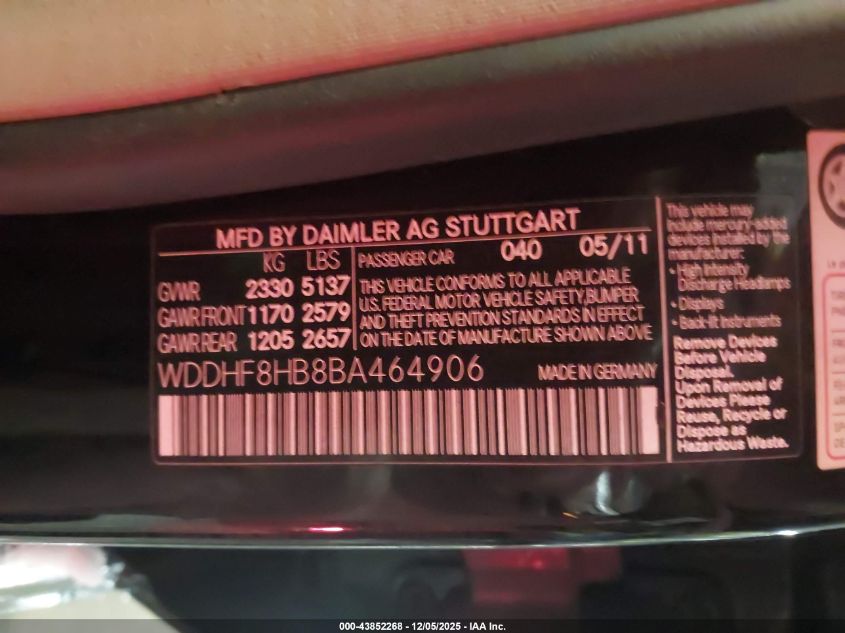 MFD BY DAIMLER AG STUTTGART
KG LBS
GVWR 2330 5137
GAWR FRONT 1170 2579
GAWR REAR 1205 2657
PASSENGER CAR 040 05/11
THIS VEHICLE CONFORMS TO ALL APPLICABLE
U.S. FEDERAL MOTOR VEHICLE SAFETY,BUMPER
AND THEFT PREVENTION STANDARDS IN EFFECT
ON THE DATE OF MANUFACTURE SHOWN ABOVE
WDDHF8HB8BA464906
MADE IN GERMANY
This vehicle may
include mercury added
devices installed by the
manufacturer:
• High Intensity
Discharge Headlamps
• Displays
• Back-lit Instruments
Remove Devices
Before Vehicle
Disposal.
Upon Removal of
Devices Please
Reuse, Recycle or
Dispose as
Hazardous Waste.
000-43852268 - 12/05/2025 - IAA Inc.